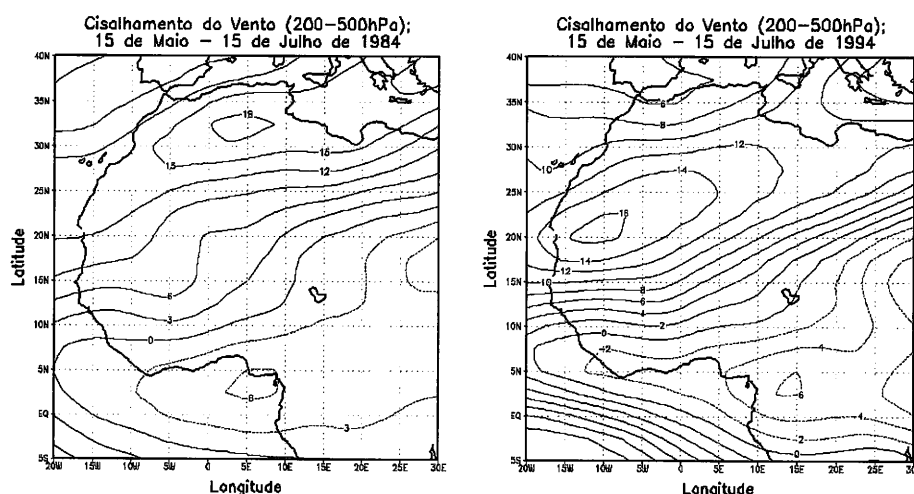 Cisalhamento do Vento (200-500hPa);
15 de Maio - 15 de Julho de 1984
40N
35N
30N
25N
20N
15N
10N
5N
EQ
5S
20W 15W 10W 5W 0 5E 10E 15E 20E 25E 30E
Latitude
Longitude
18
15
15
12
6
3
0
3
Cisalhamento do Vento (200-500hPa);
15 de Maio - 15 de Julho de 1994
40N
35N
30N
25N
20N
15N
10N
5N
EQ
5S
20W 15W 10W 5W 0 5E 10E 15E 20E 25E 30E
Latitude
Longitude
6
8
12
10
14
16
14
12
10
8
6
4
2
0
4
6
4
2
0